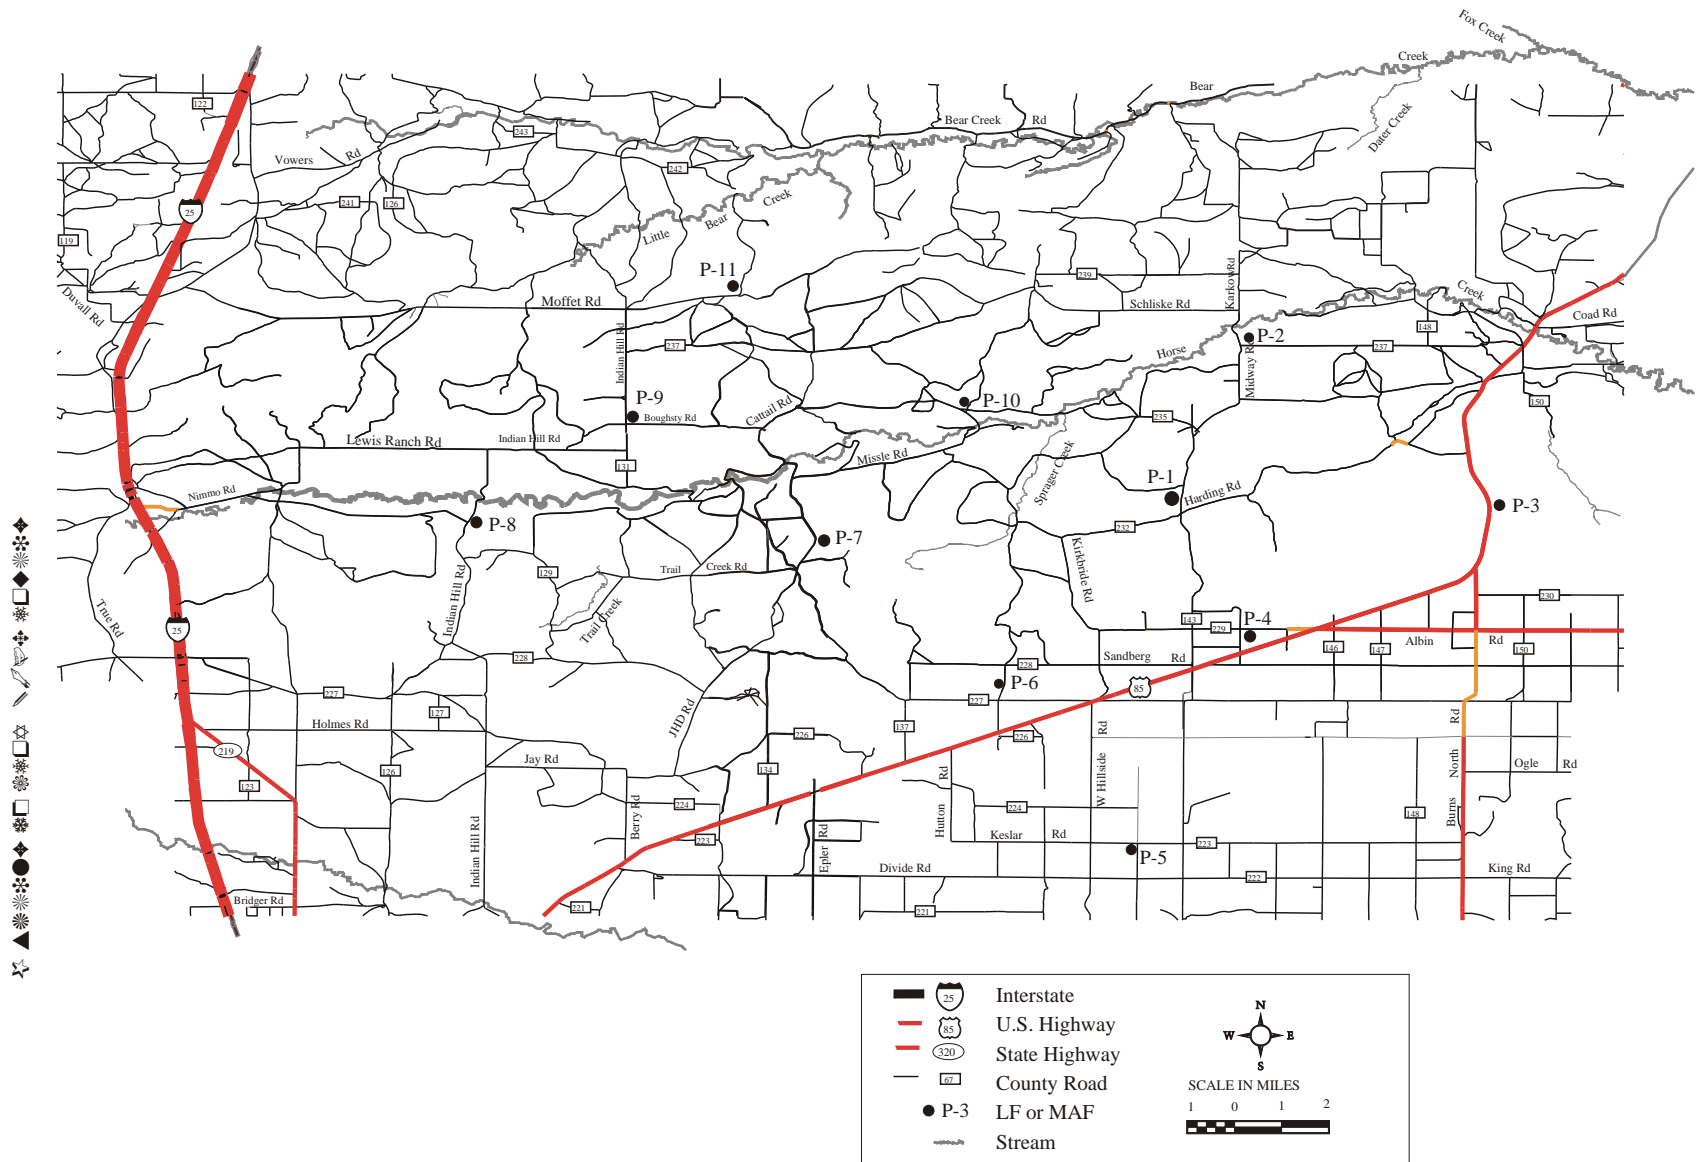 Fox Creek
Creek
Bear
122
Bear Creek Rd
243
Dater Creek
Vowers Rd
242
241
126
Little Bear Creek
25
119
P-11
239
Karkow Rd
Creek
Duvall Rd
Moffet Rd
Schliske Rd
Coad Rd
148
Indian Hill Rd
237
P-2
Horse
237
Midway Rd
P-9
P-10
150
Boughsty Rd
Cattail Rd
235
Lewis Ranch Rd
Indian Hill Rd
Missle Rd
131
Sprager Creek
P-1
Nimmo Rd
Harding Rd
P-3
P-8
232
P-7
Kirkbride Rd
129
Trail Creek Rd
Indian Hill Rd
230
True Rd
Trail Creek
143
25
229
P-4
Albin Rd
146
147
150
228
228
Sandberg Rd
P-6
85
227
227
127
JHD Rd
137
Rd
Rd
Holmes Rd
226
226
219
Jay Rd
126
134
W Hillside
North
Ogle Rd
123
Hutton Rd
224
224
148
Burns
Berry Rd
Indian Hill Rd
223
Epler Rd
Keslar Rd
223
P-5
Divide Rd
222
King Rd
Bridger Rd
221
221
25 Interstate
85 U.S. Highway
320 State Highway
67 County Road
P-3 LF or MAF
Stream
N
W E
S
SCALE IN MILES
1 0 1 2